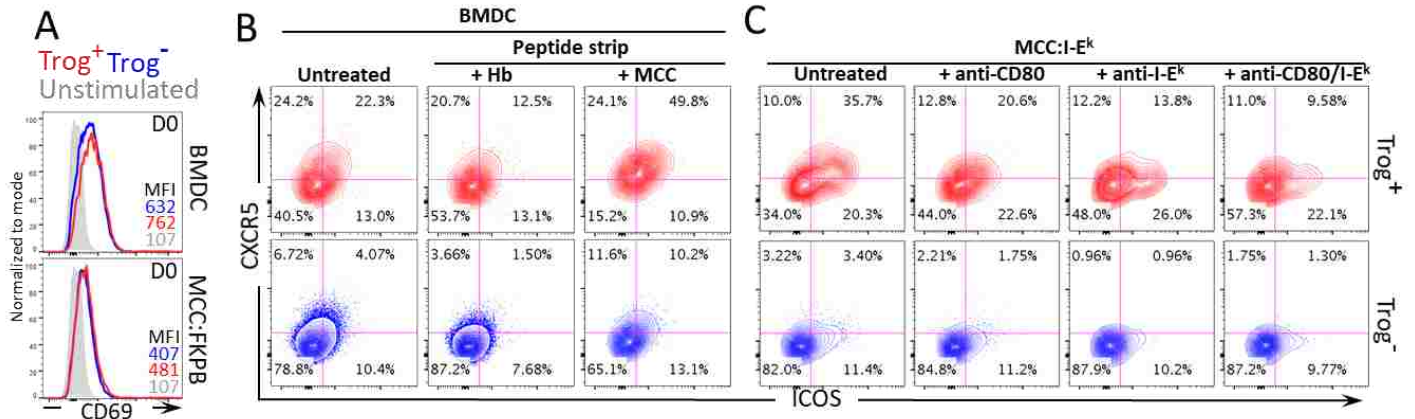 A
Trog+ Trog-
Unstimulated
D0
MFI
632
762
107
BMDC
D0
MFI
407
481
107
MCC:FKPB
Normalized to mode
CD69
B
BMDC
Peptide strip
Untreated + Hb + MCC
24.2% 22.3% 20.7% 12.5% 24.1% 49.8%
40.5% 13.0% 53.7% 13.1% 15.2% 10.9%
6.72% 4.07% 3.66% 1.50% 11.6% 10.2%
78.8% 10.4% 87.2% 7.68% 65.1% 13.1%
CXCR5
C
MCC:I-Eᵏ
Untreated + anti-CD80 + anti-I-Eᵏ + anti-CD80/I-Eᵏ
10.0% 35.7% 12.8% 20.6% 12.2% 13.8% 11.0% 9.58%
34.0% 20.3% 44.0% 22.6% 48.0% 26.0% 57.3% 22.1%
Trog+
3.22% 3.40% 2.21% 1.75% 0.96% 0.96% 1.75% 1.30%
82.0% 11.4% 84.8% 11.2% 87.9% 10.2% 87.2% 9.77%
Trog-
ICOS